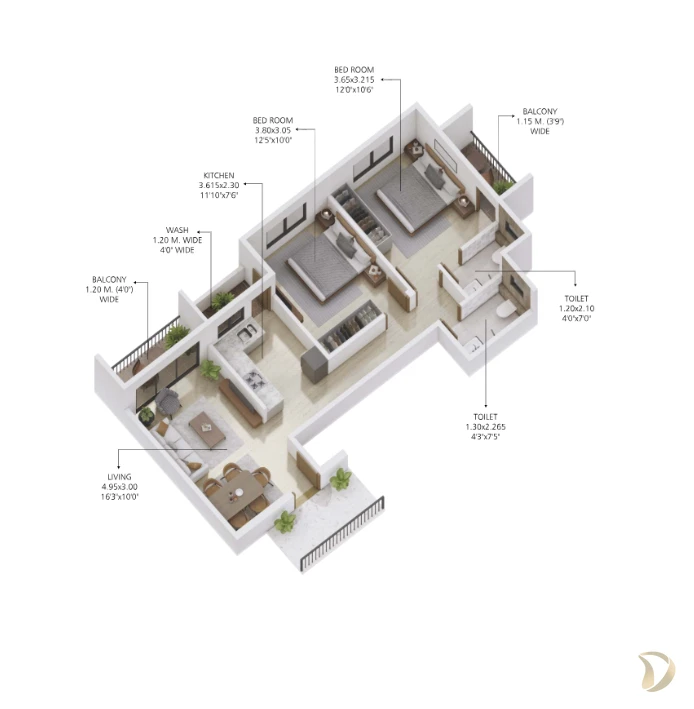 BED ROOM
3.65x3.215
12'0"x10'6"
BALCONY
1.15 M. (3'9")
WIDE
BED ROOM
3.80x3.05
12'5"x10'0"
KITCHEN
3.615x2.30
11'10"x7'6"
WASH
1.20 M. WIDE
4'0" WIDE
BALCONY
1.20 M. (4'0")
WIDE
TOILET
1.20x2.10
4'0"x7'0"
TOILET
1.30x2.265
4'3"x7'5"
LIVING
4.95x3.00
16'3"x10'0"